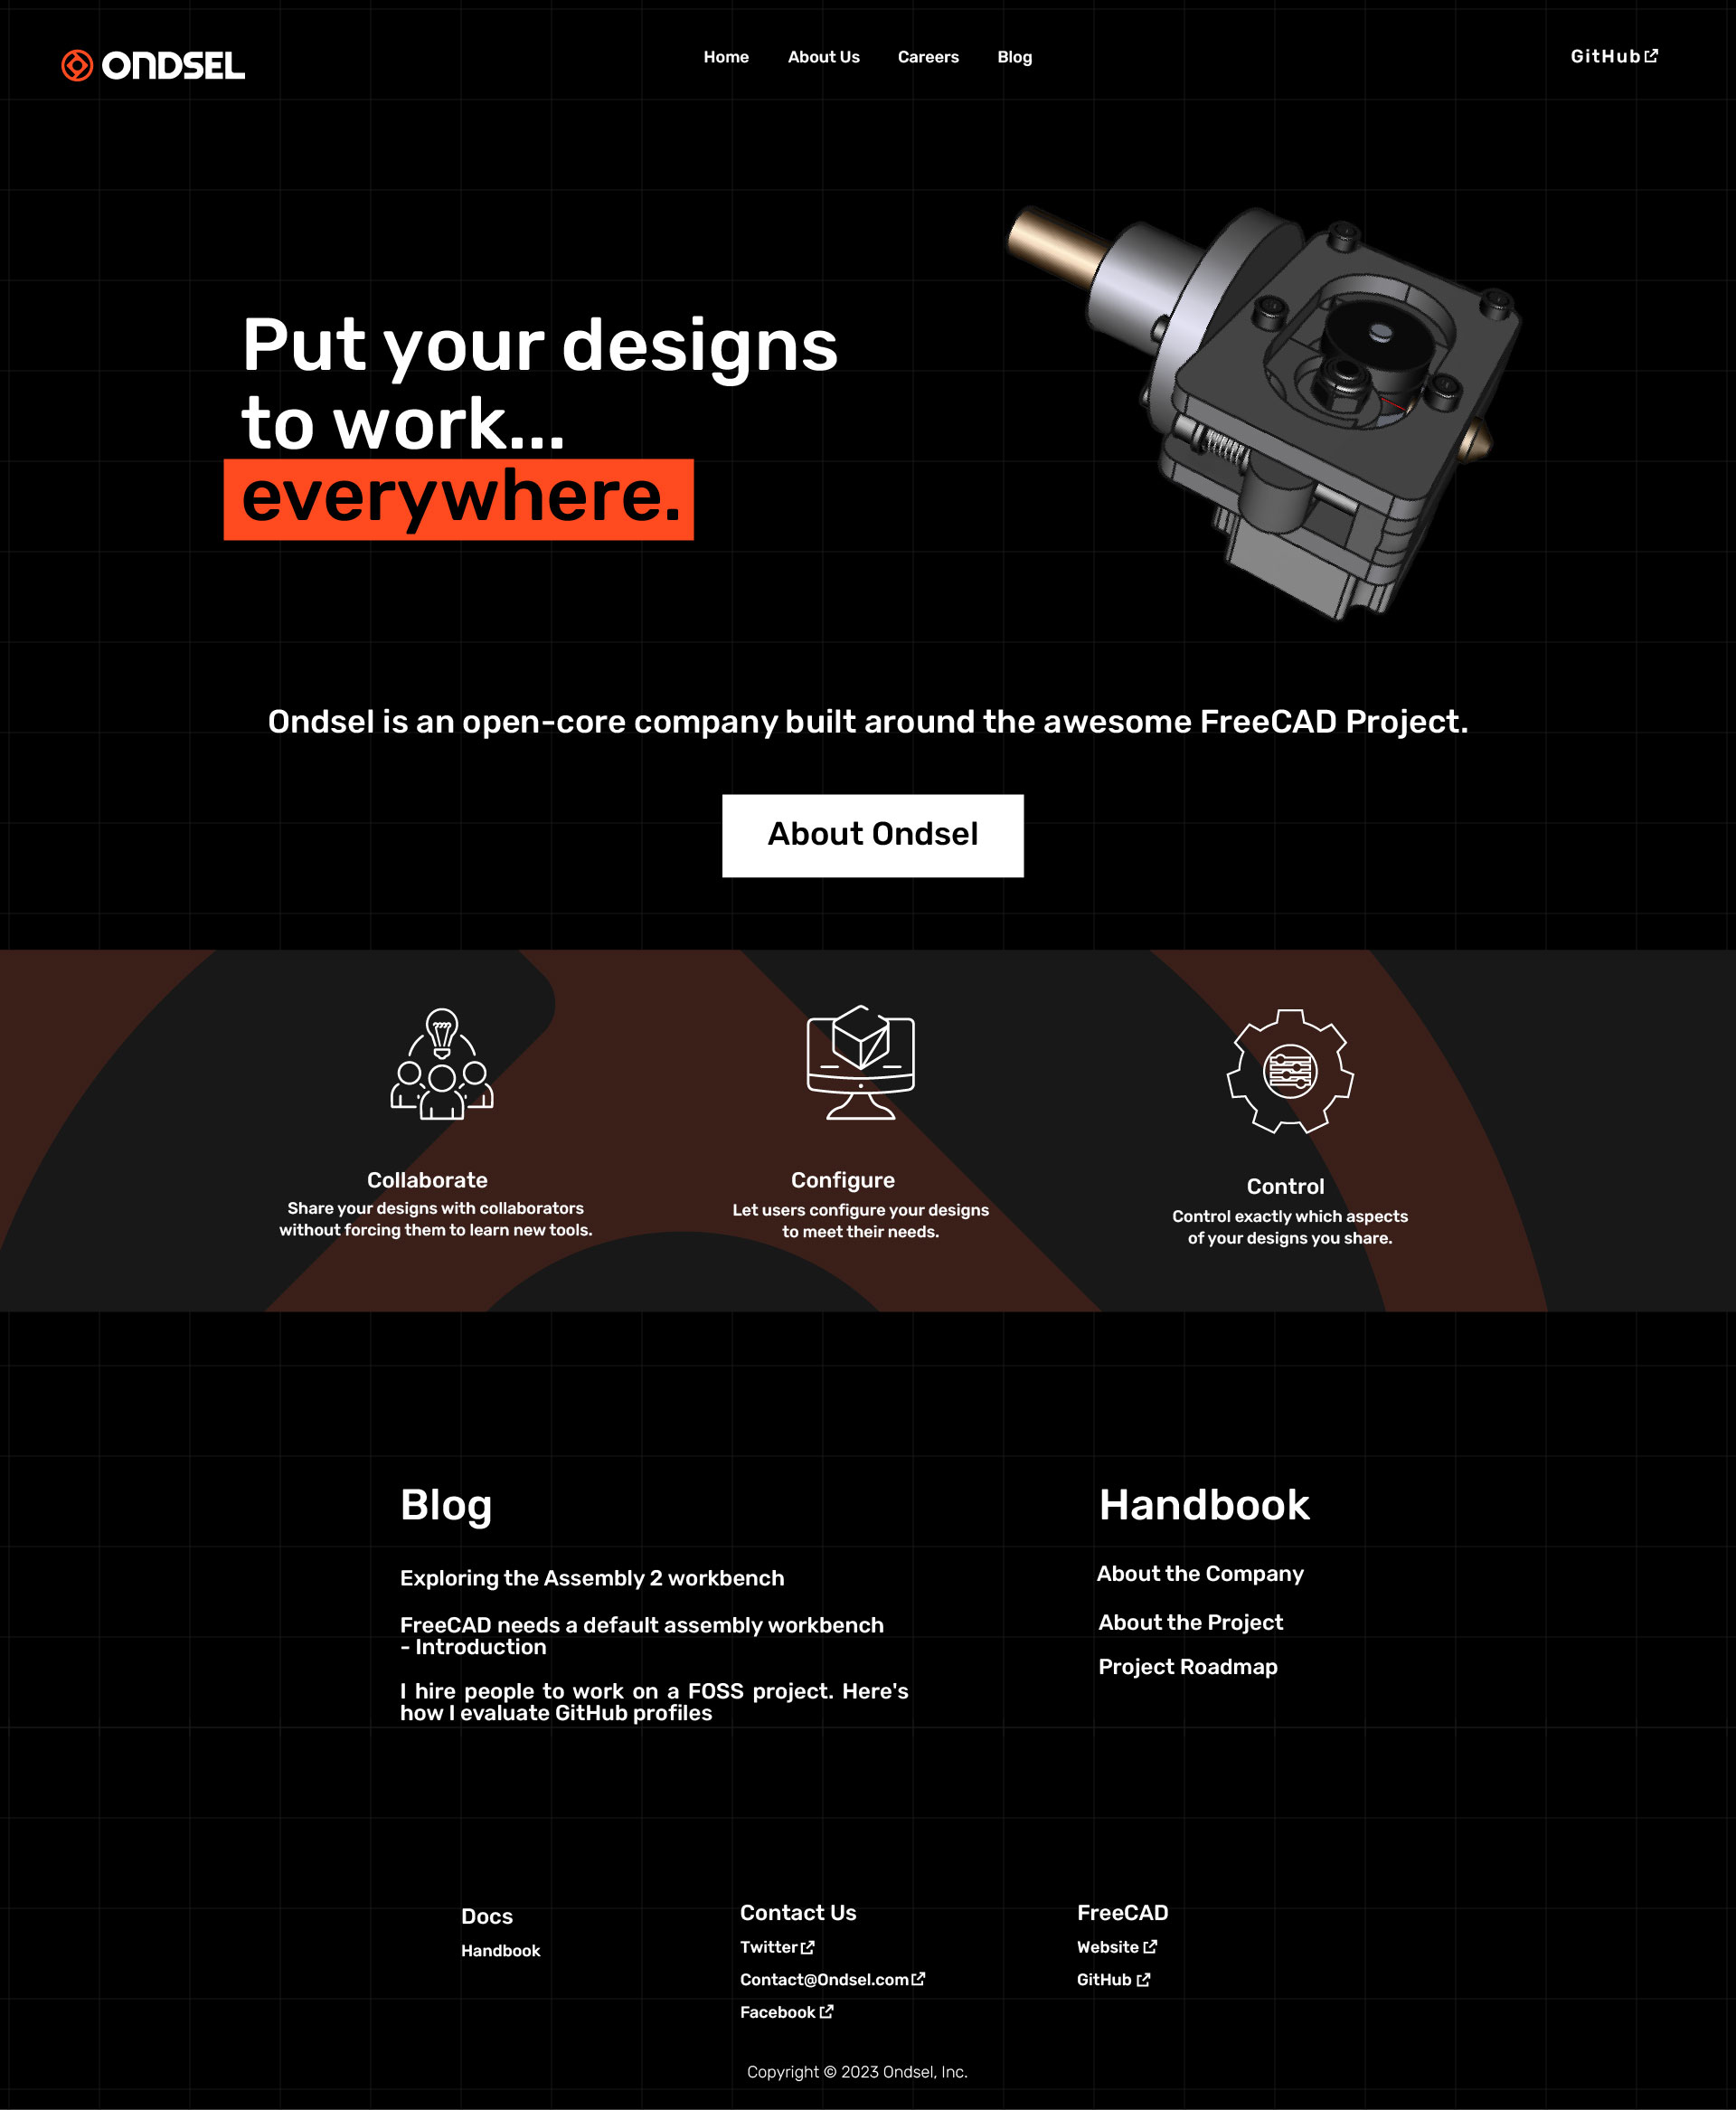 ONDSEL
Home
About Us
Careers
Blog
GitHub
Put your designs
to work...
everywhere.
Ondsel is an open-core company built around the awesome FreeCAD Project.
About Ondsel
Collaborate
Share your designs with collaborators
without forcing them to learn new tools.
Configure
Let users configure your designs
to meet their needs.
Control
Control exactly which aspects
of your designs you share.
Blog
Exploring the Assembly 2 workbench
FreeCAD needs a default assembly workbench
- Introduction
I hire people to work on a FOSS project. Here's
how I evaluate GitHub profiles
Handbook
About the Company
About the Project
Project Roadmap
Docs
Handbook
Contact Us
Twitter
Contact@Ondsel.com
Facebook
FreeCAD
Website
GitHub
Copyright © 2023 Ondsel, Inc.